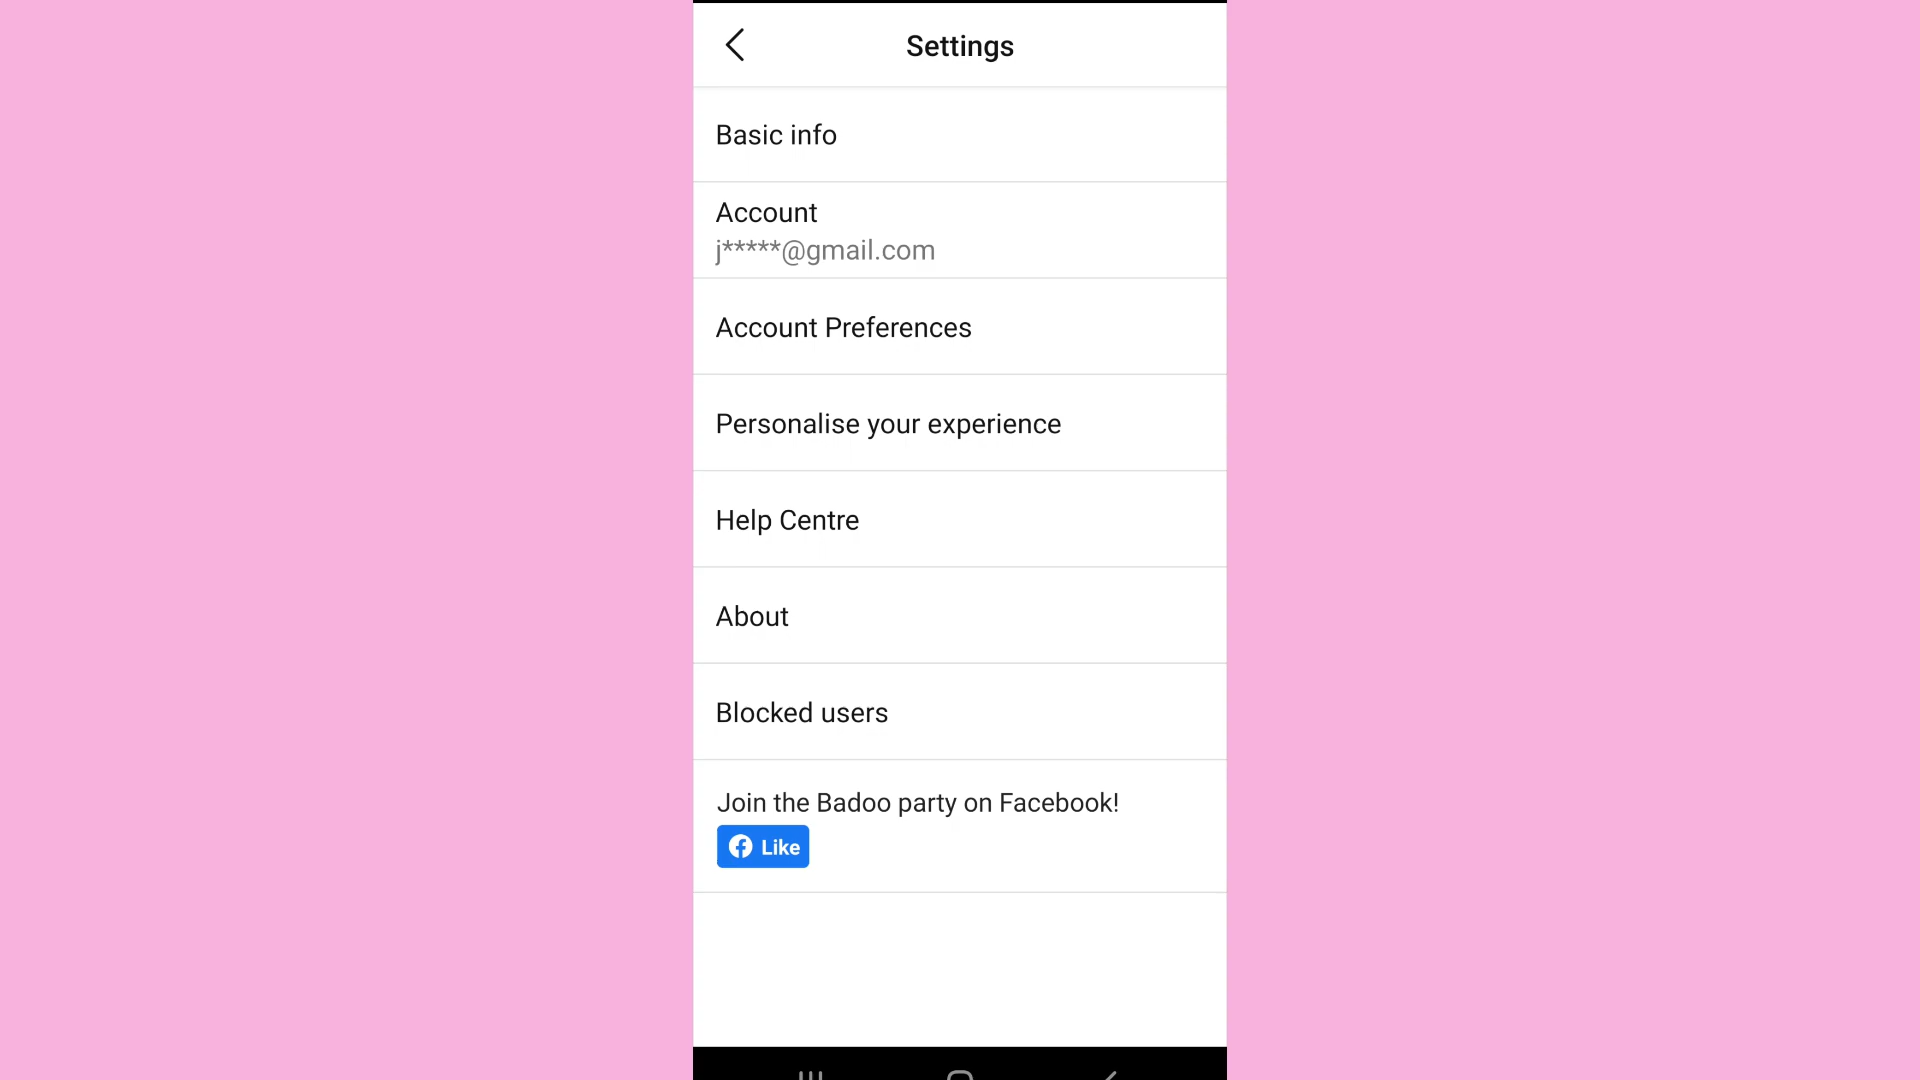 Settings
Basic info
Account
j*****@gmail.com
Account Preferences
Personalise your experience
Help Centre
About
Blocked users
Join the Badoo party on Facebook!
Like